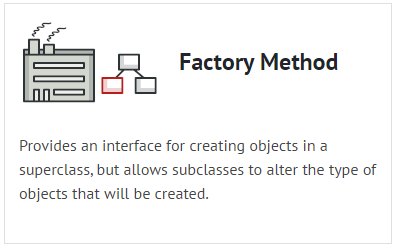 Factory Method
Provides an interface for creating objects in a
superclass, but allows subclasses to alter the type of
objects that will be created.